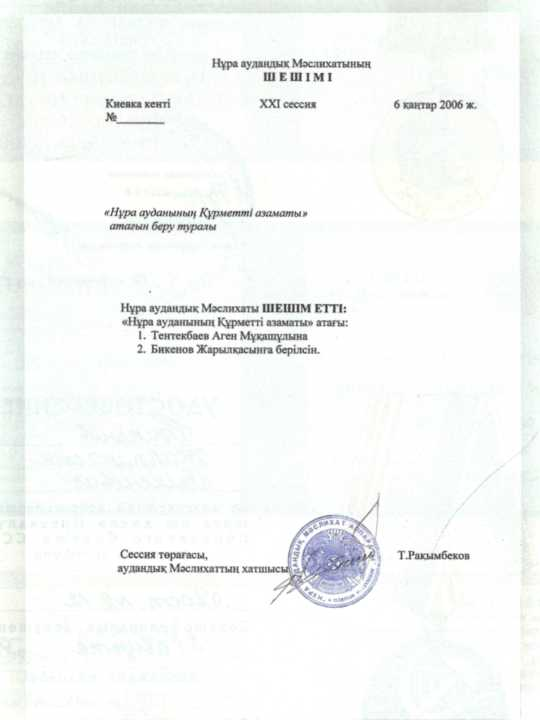 Нұра аудандық Мәслихатының
Ш Е Ш І М І
Киевка кенті XXI сессия 6 қаңтар 2006 ж.
№________
«Нұра ауданының Құрметті азаматы»
атағын беру туралы
Нұра аудандық Мәслихаты ШЕШІМ ЕТТІ:
«Нұра ауданының Құрметті азаматы» атағы:
1. Тентекбаев Аген Мұқашұлына
2. Бикенов Жарылқасынға берілсін.
Сессия төрағасы,
аудандық Мәслихаттың хатшысы Т.Рақымбеков